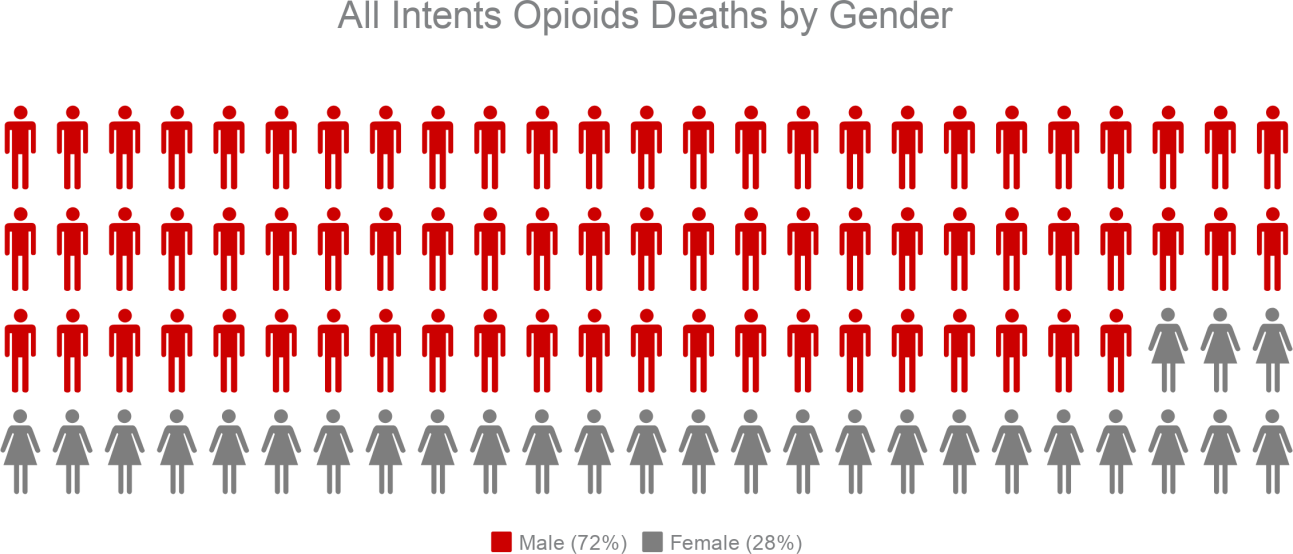 All Intents Opioids Deaths by Gender
Male (72%) Female (28%)